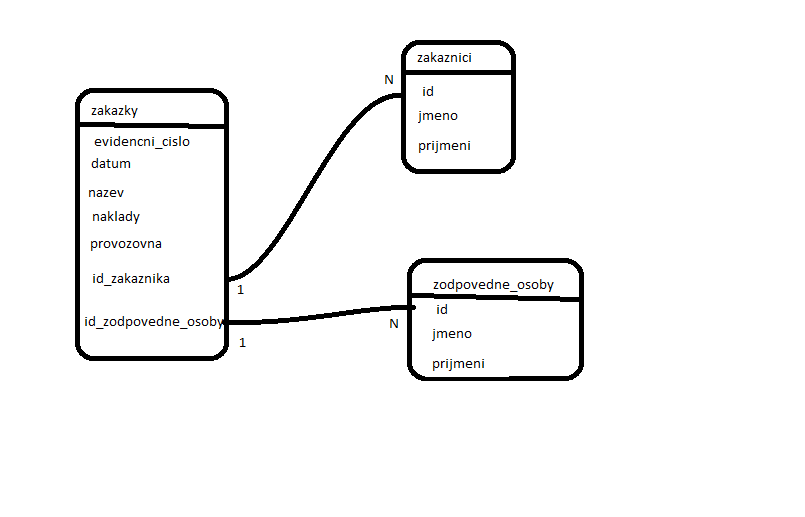 zakazky
evidencni_cislo
datum
nazev
naklady
provozovna
id_zakaznika
id_zodpovedne_osoby
1
1
N
zakaznici
id
jmeno
prijmeni
N
zodpovedne_osoby
id
jmeno
prijmeni